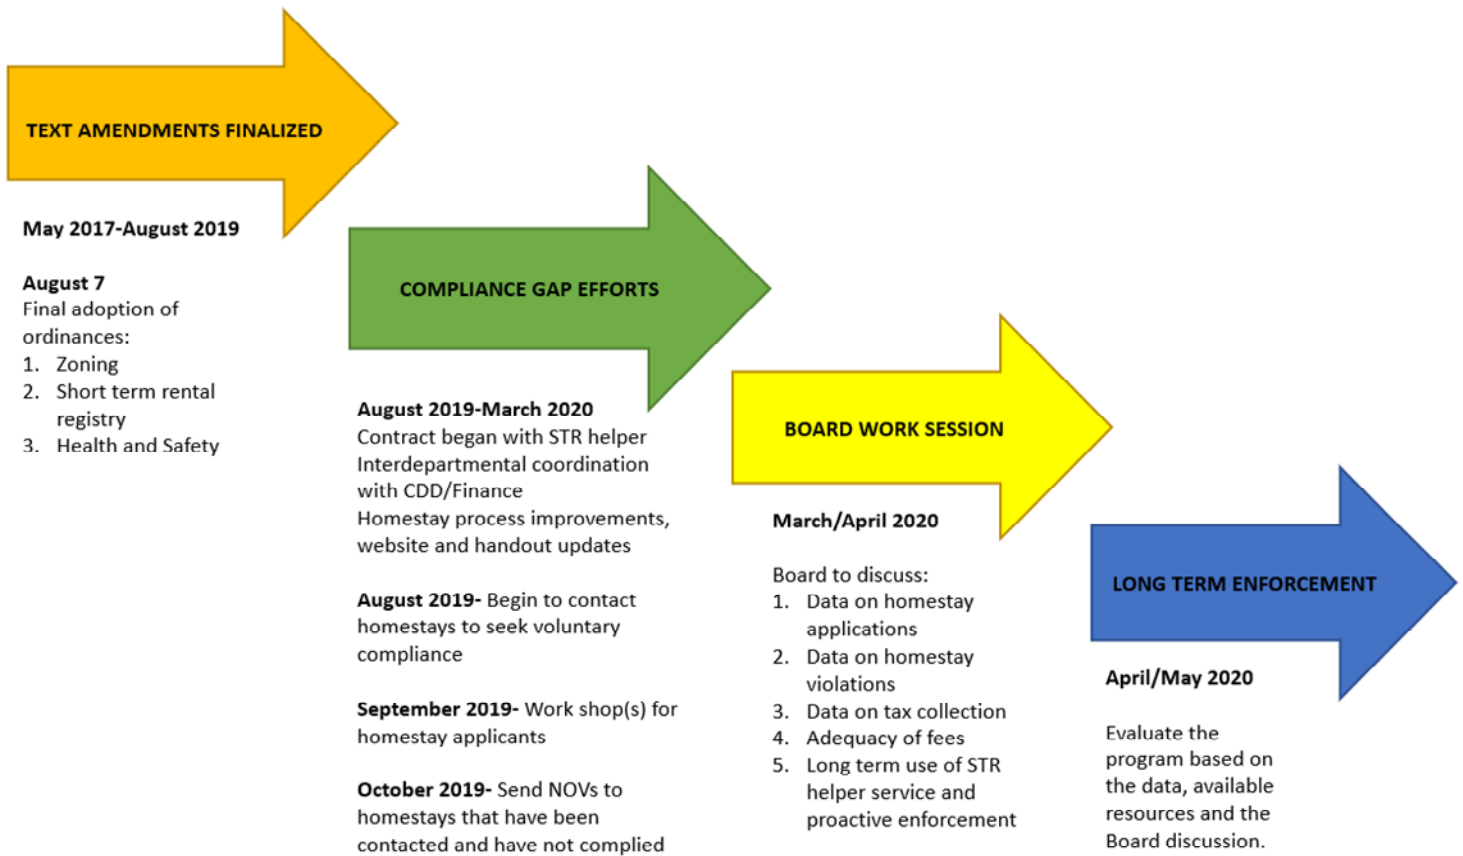 TEXT AMENDMENTS FINALIZED
May 2017-August 2019
August 7
Final adoption of
ordinances:
1. Zoning
2. Short term rental
registry
3. Health and Safety
COMPLIANCE GAP EFFORTS
August 2019-March 2020
Contract began with STR helper
Interdepartmental coordination
with CDD/Finance
Homestay process improvements,
website and handout updates
August 2019- Begin to contact
homestays to seek voluntary
compliance
September 2019- Work shop(s) for
homestay applicants
October 2019- Send NOVs to
homestays that have been
contacted and have not complied
BOARD WORK SESSION
March/April 2020
Board to discuss:
1. Data on homestay
applications
2. Data on homestay
violations
3. Data on tax collection
4. Adequacy of fees
5. Long term use of STR
helper service and
proactive enforcement
LONG TERM ENFORCEMENT
April/May 2020
Evaluate the
program based on
the data, available
resources and the
Board discussion.